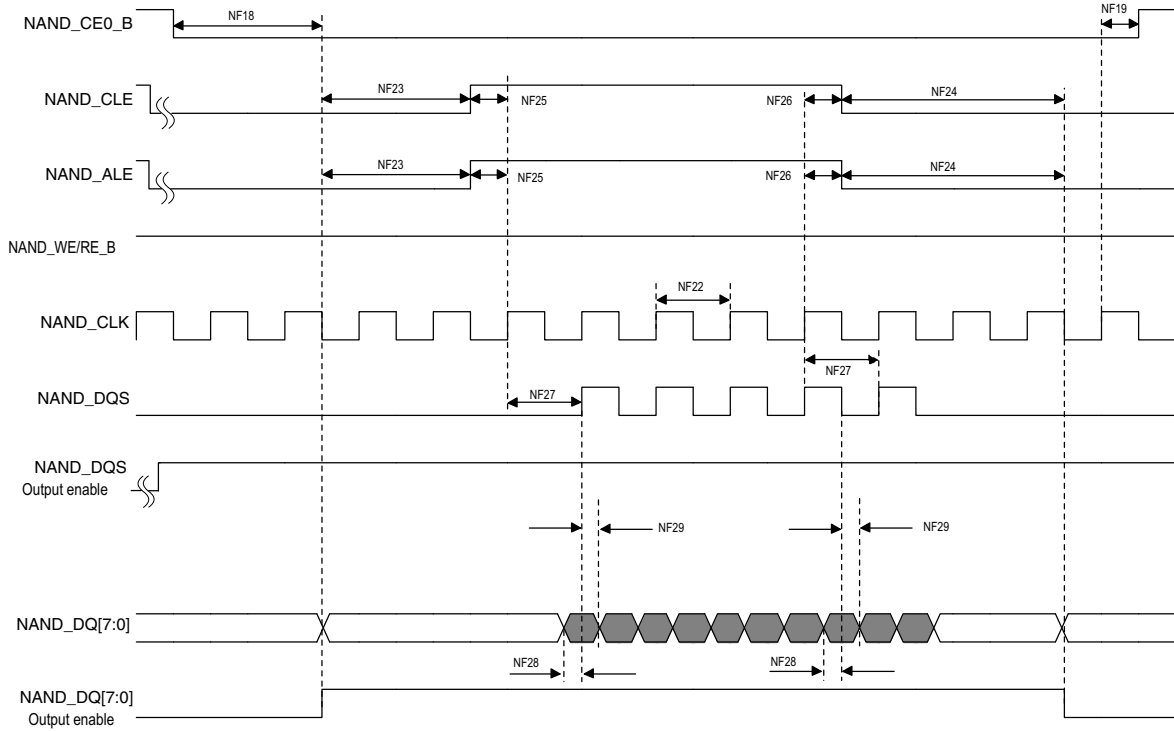 NF18
NF19
NAND_CE0_B
NF23
NF24
NAND_CLE
NF25
NF26
NF23
NF24
NAND_ALE
NF25
NF26
NAND_WE/RE_B
NF22
NAND_CLK
NF27
NF27
NAND_DQS
NAND_DQS
Output enable
NF29
NF29
NAND_DQ[7:0]
NF28
NF28
NAND_DQ[7:0]
Output enable